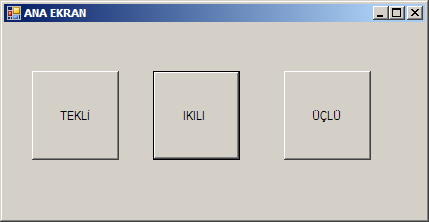 ANA EKRAN
TEKLİ
IKILI
ÜÇLÜ